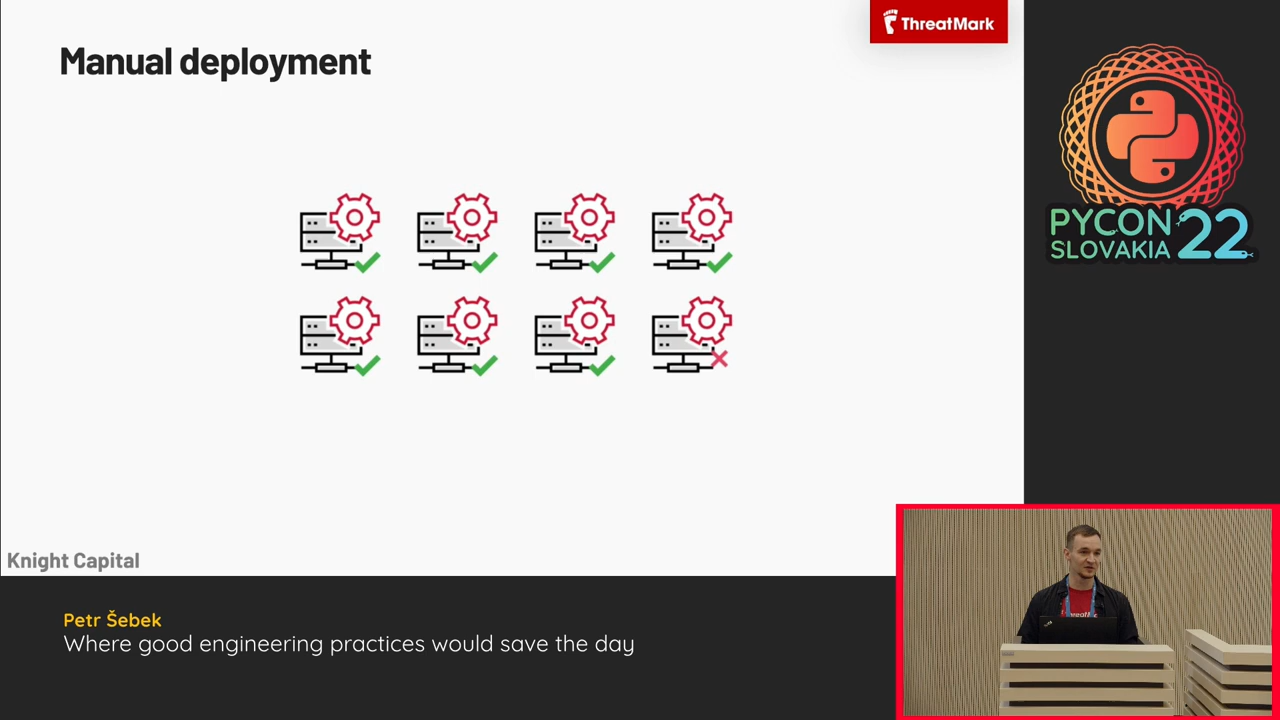 Manual deployment
ThreatMark
PYCON
SLOVAKIA 22
Knight Capital
Petr Šebek
Where good engineering practices would save the day